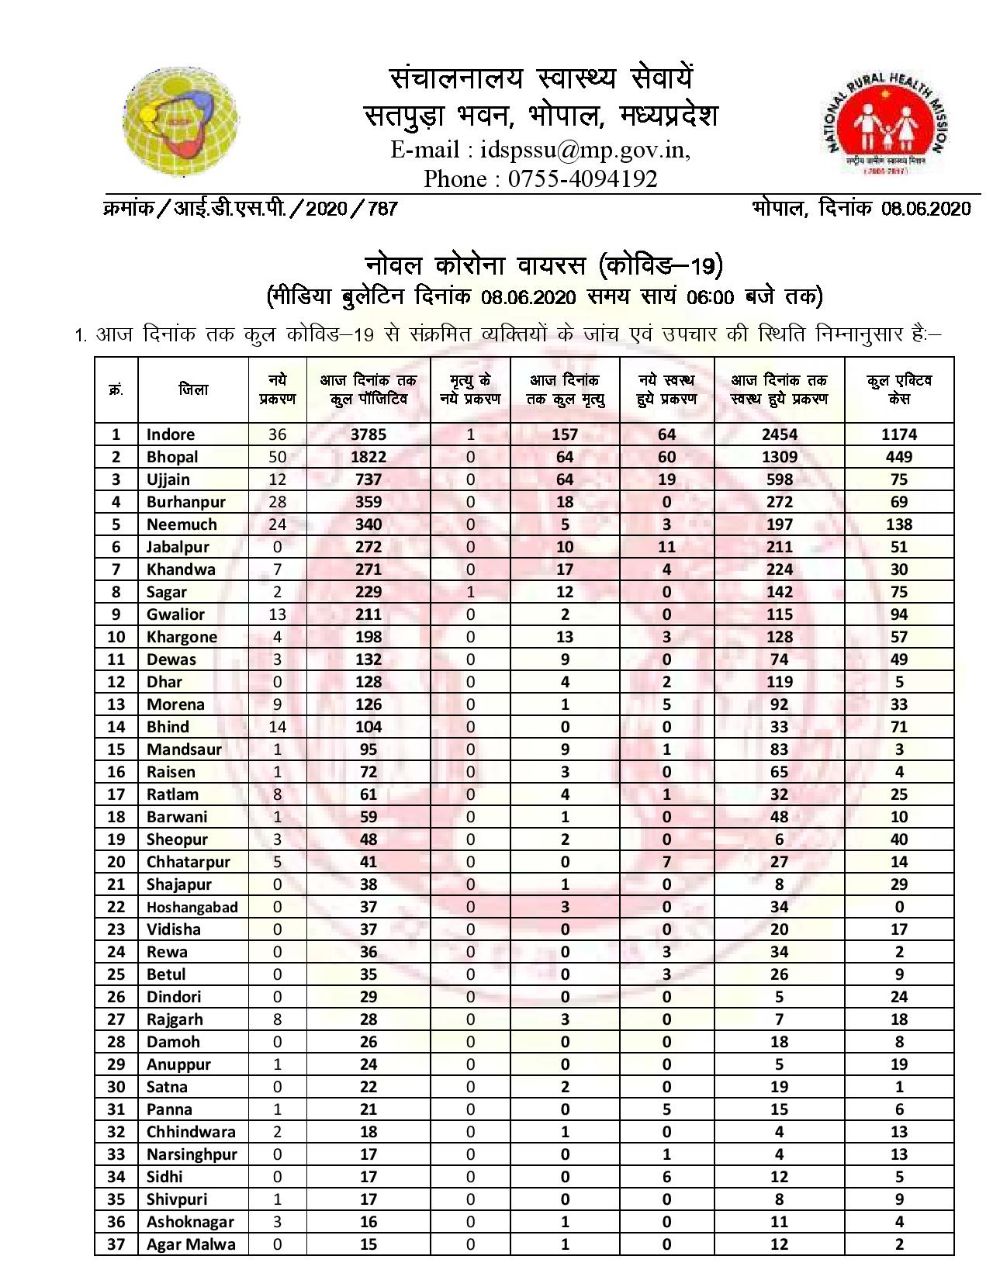 संचालनालय स्वास्थ्य सेवायें
सतपुड़ा भवन, भोपाल, मध्यप्रदेश
E-mail : idspssu@mp.gov.in,
Phone : 0755-4094192
NATIONAL RURAL HEALTH MISSION
राष्ट्रीय ग्रामीण स्वास्थ्य मिशन
क्रमांक/आई.डी.एस.पी./2020/787 भोपाल, दिनांक 08.06.2020
नोवल कोरोना वायरस (कोविड–19)
(मीडिया बुलेटिन दिनांक 08.06.2020 समय सायं 06:00 बजे तक)
1. आज दिनांक तक कुल कोविड–19 से संक्रमित व्यक्तियों के जांच एवं उपचार की स्थिति निम्नानुसार है:–
क्रं. जिला नये प्रकरण आज दिनांक तक कुल पॉजिटिव मृत्यु के नये प्रकरण आज दिनांक तक कुल मृत्यु नये स्वस्थ हुये प्रकरण आज दिनांक तक स्वस्थ हुये प्रकरण कुल एक्टिव केस
1 Indore 36 3785 1 157 64 2454 1174
2 Bhopal 50 1822 0 64 60 1309 449
3 Ujjain 12 737 0 64 19 598 75
4 Burhanpur 28 359 0 18 0 272 69
5 Neemuch 24 340 0 5 3 197 138
6 Jabalpur 0 272 0 10 11 211 51
7 Khandwa 7 271 0 17 4 224 30
8 Sagar 2 229 1 12 0 142 75
9 Gwalior 13 211 0 2 0 115 94
10 Khargone 4 198 0 13 3 128 57
11 Dewas 3 132 0 9 0 74 49
12 Dhar 0 128 0 4 2 119 5
13 Morena 9 126 0 1 5 92 33
14 Bhind 14 104 0 0 0 33 71
15 Mandsaur 1 95 0 9 1 83 3
16 Raisen 1 72 0 3 0 65 4
17 Ratlam 8 61 0 4 1 32 25
18 Barwani 1 59 0 1 0 48 10
19 Sheopur 3 48 0 2 0 6 40
20 Chhatarpur 5 41 0 0 7 27 14
21 Shajapur 0 38 0 1 0 8 29
22 Hoshangabad 0 37 0 3 0 34 0
23 Vidisha 0 37 0 0 0 20 17
24 Rewa 0 36 0 0 3 34 2
25 Betul 0 35 0 0 3 26 9
26 Dindori 0 29 0 0 0 5 24
27 Rajgarh 8 28 0 3 0 7 18
28 Damoh 0 26 0 0 0 18 8
29 Anuppur 1 24 0 0 0 5 19
30 Satna 0 22 0 2 0 19 1
31 Panna 1 21 0 0 5 15 6
32 Chhindwara 2 18 0 1 0 4 13
33 Narsinghpur 0 17 0 0 1 4 13
34 Sidhi 0 17 0 0 6 12 5
35 Shivpuri 1 17 0 0 0 8 9
36 Ashoknagar 3 16 0 1 0 11 4
37 Agar Malwa 0 15 0 1 0 12 2